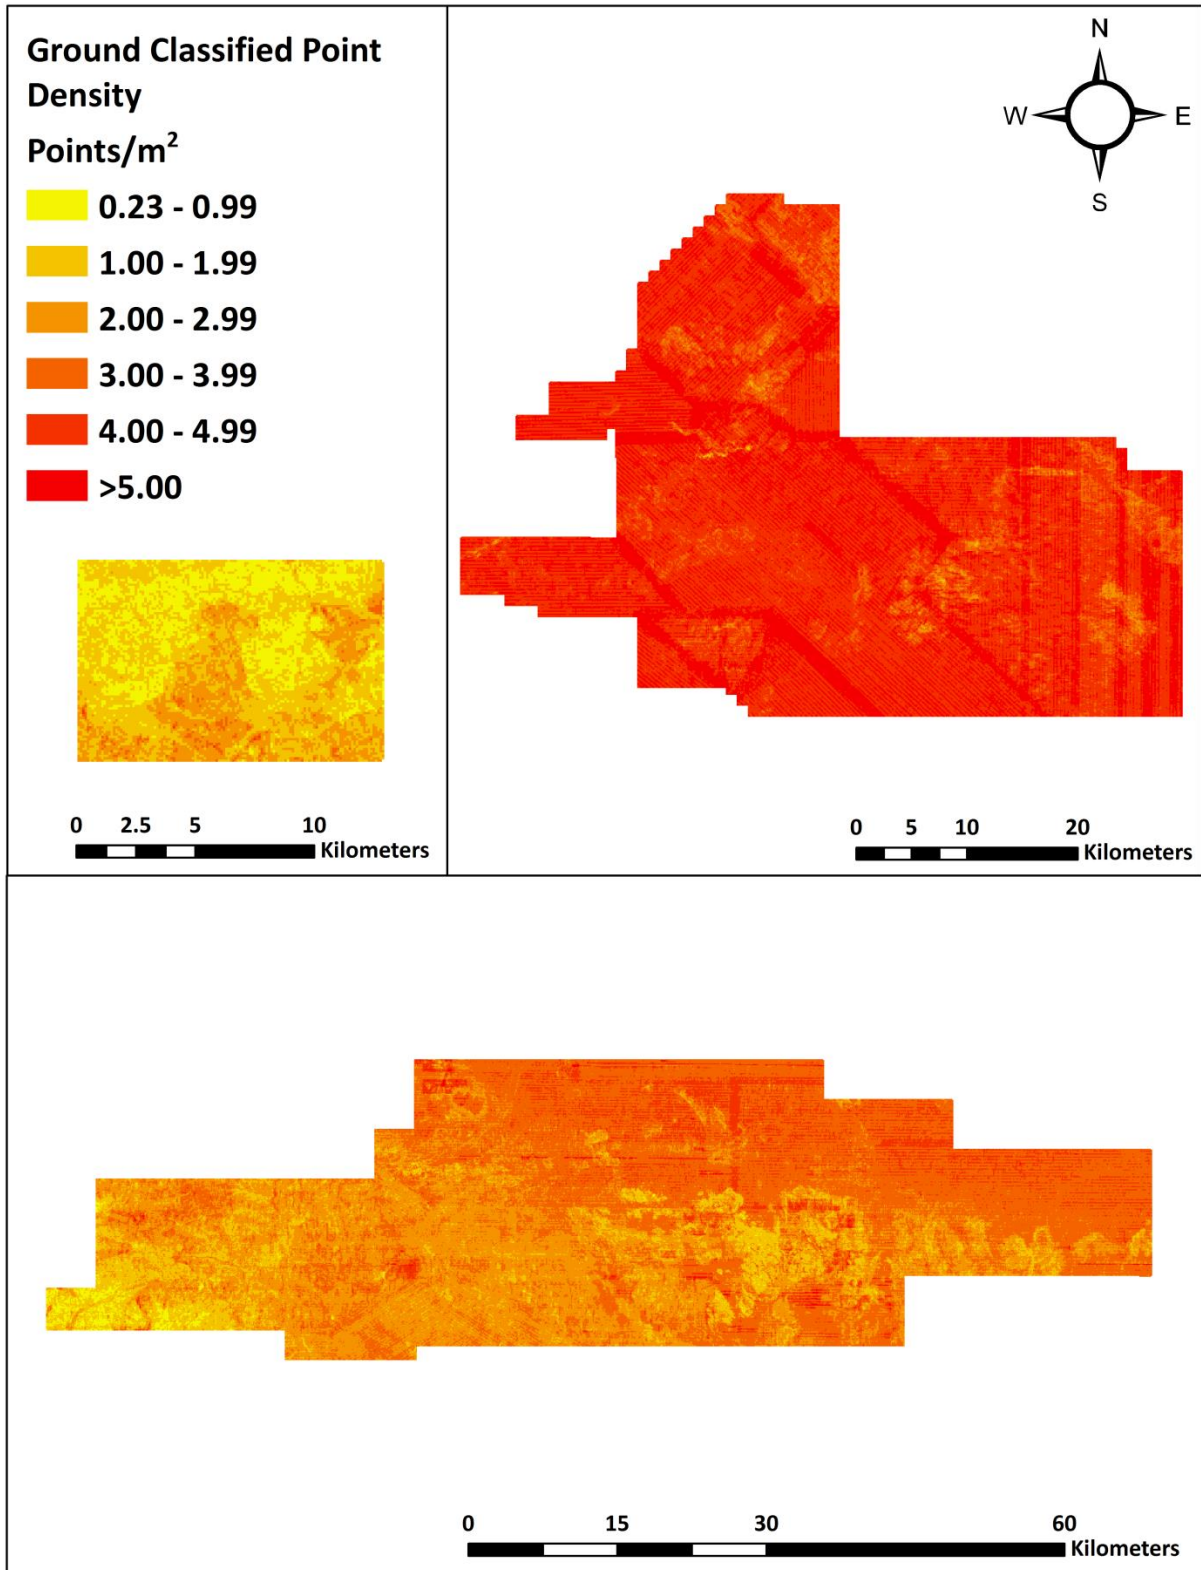 Ground Classified Point
Density
Points/m²
0.23 - 0.99
1.00 - 1.99
2.00 - 2.99
3.00 - 3.99
4.00 - 4.99
>5.00
0 2.5 5 10
Kilometers
N
W E
S
0 5 10 20
Kilometers
0 15 30 60
Kilometers